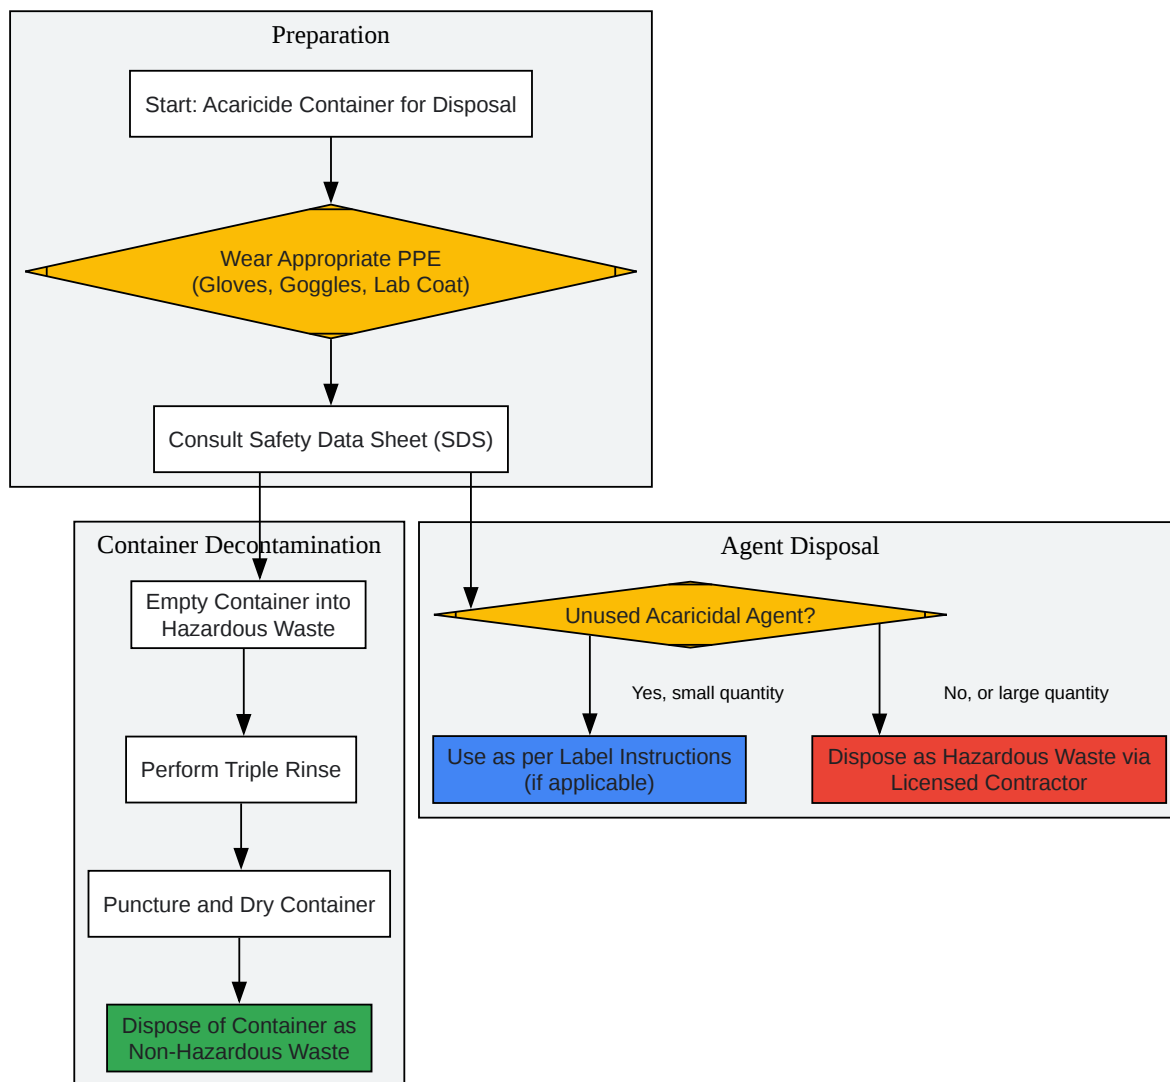 Preparation
Start: Acaricide Container for Disposal
Wear Appropriate PPE
(Gloves, Goggles, Lab Coat)
Consult Safety Data Sheet (SDS)
Container Decontamination
Empty Container into
Hazardous Waste
Perform Triple Rinse
Puncture and Dry Container
Dispose of Container as
Non-Hazardous Waste
Agent Disposal
Unused Acaricidal Agent?
Yes, small quantity
No, or large quantity
Use as per Label Instructions
(if applicable)
Dispose as Hazardous Waste via
Licensed Contractor